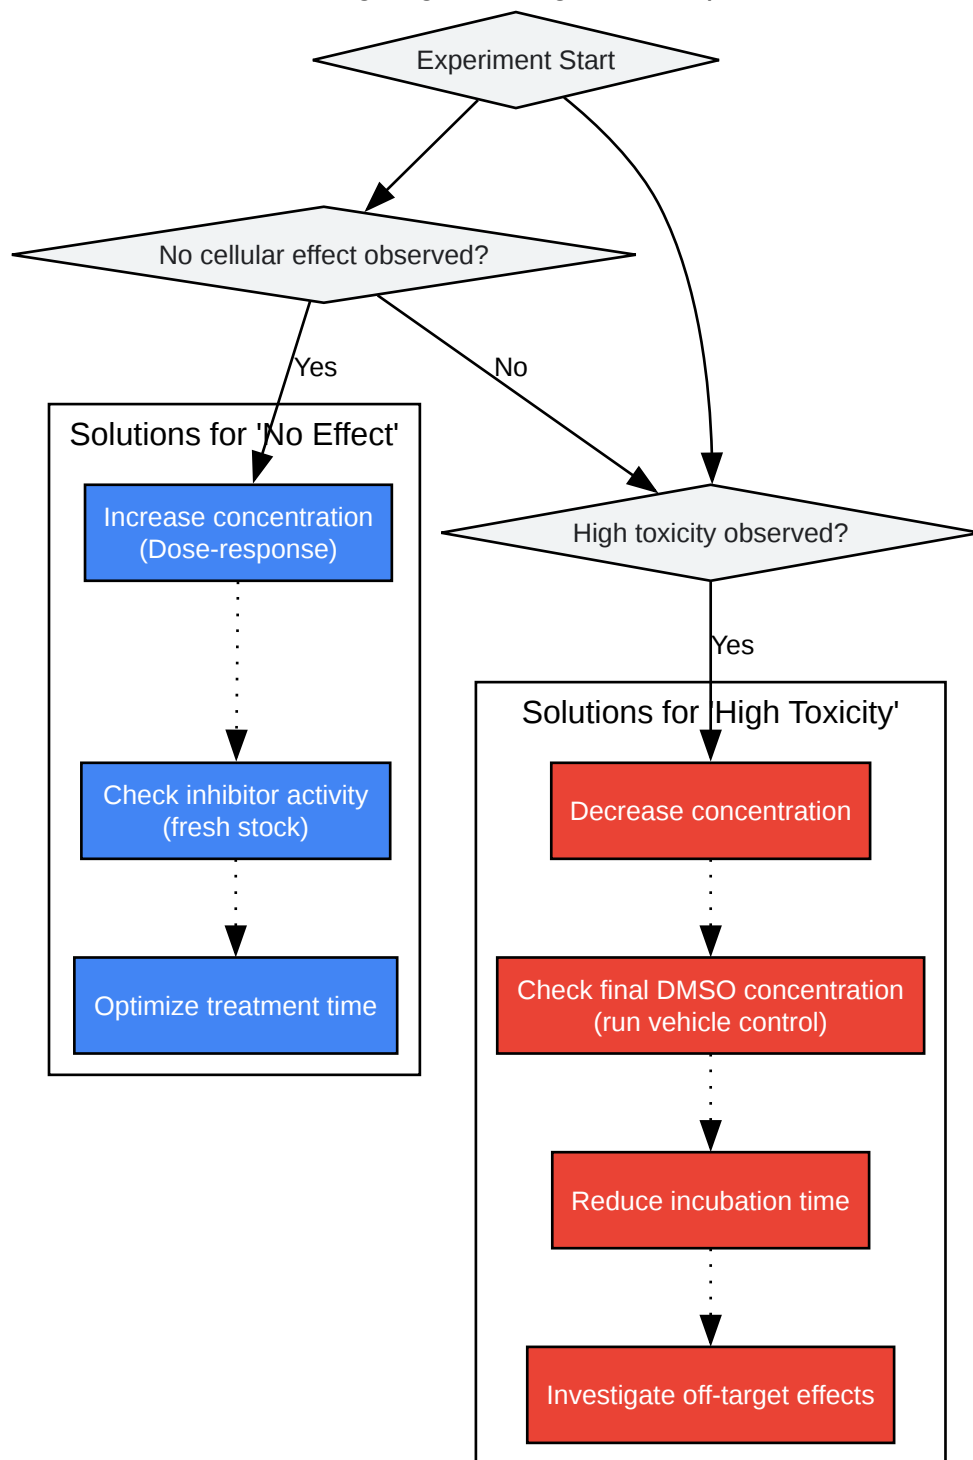 Experiment Start
No cellular effect observed?
Yes
No
Solutions for 'No Effect'
Increase concentration
(Dose-response)
High toxicity observed?
Yes
Solutions for 'High Toxicity'
Check inhibitor activity
(fresh stock)
Decrease concentration
Optimize treatment time
Check final DMSO concentration
(run vehicle control)
Reduce incubation time
Investigate off-target effects